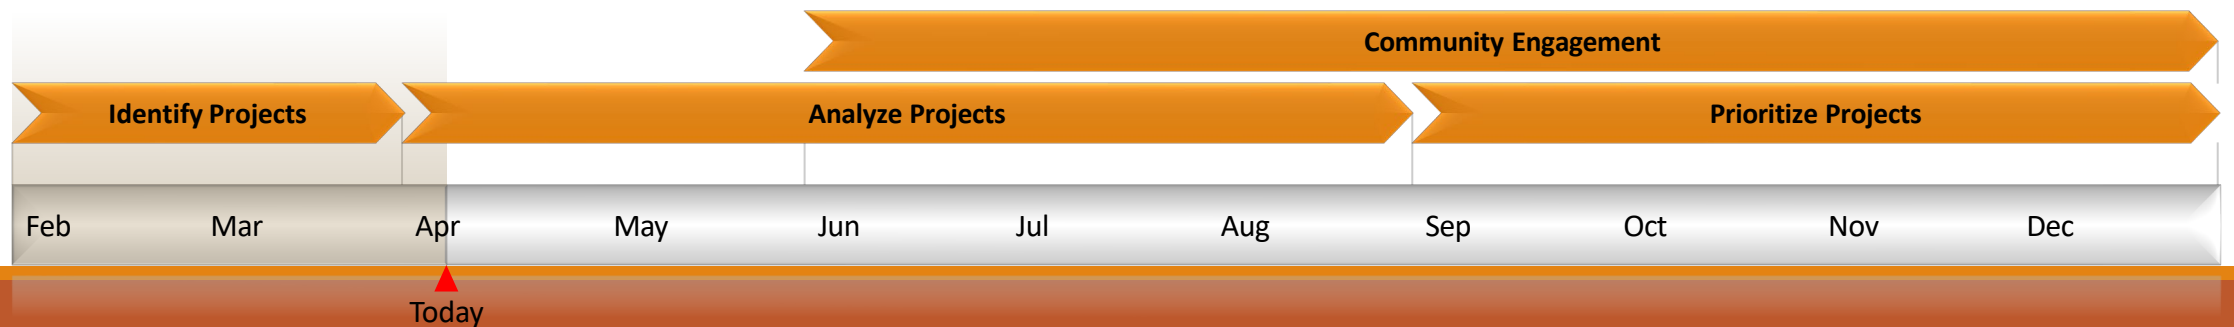 Community Engagement
Identify Projects Analyze Projects Prioritize Projects
Feb Mar Apr May Jun Jul Aug Sep Oct Nov Dec
Today